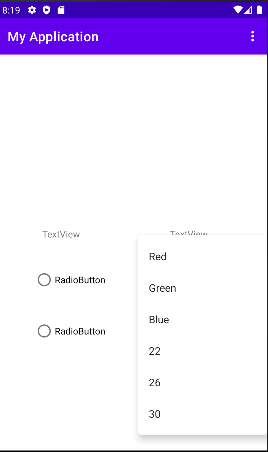 8:19
My Application
TextView
TextView
RadioButton
RadioButton
Red
Green
Blue
22
26
30